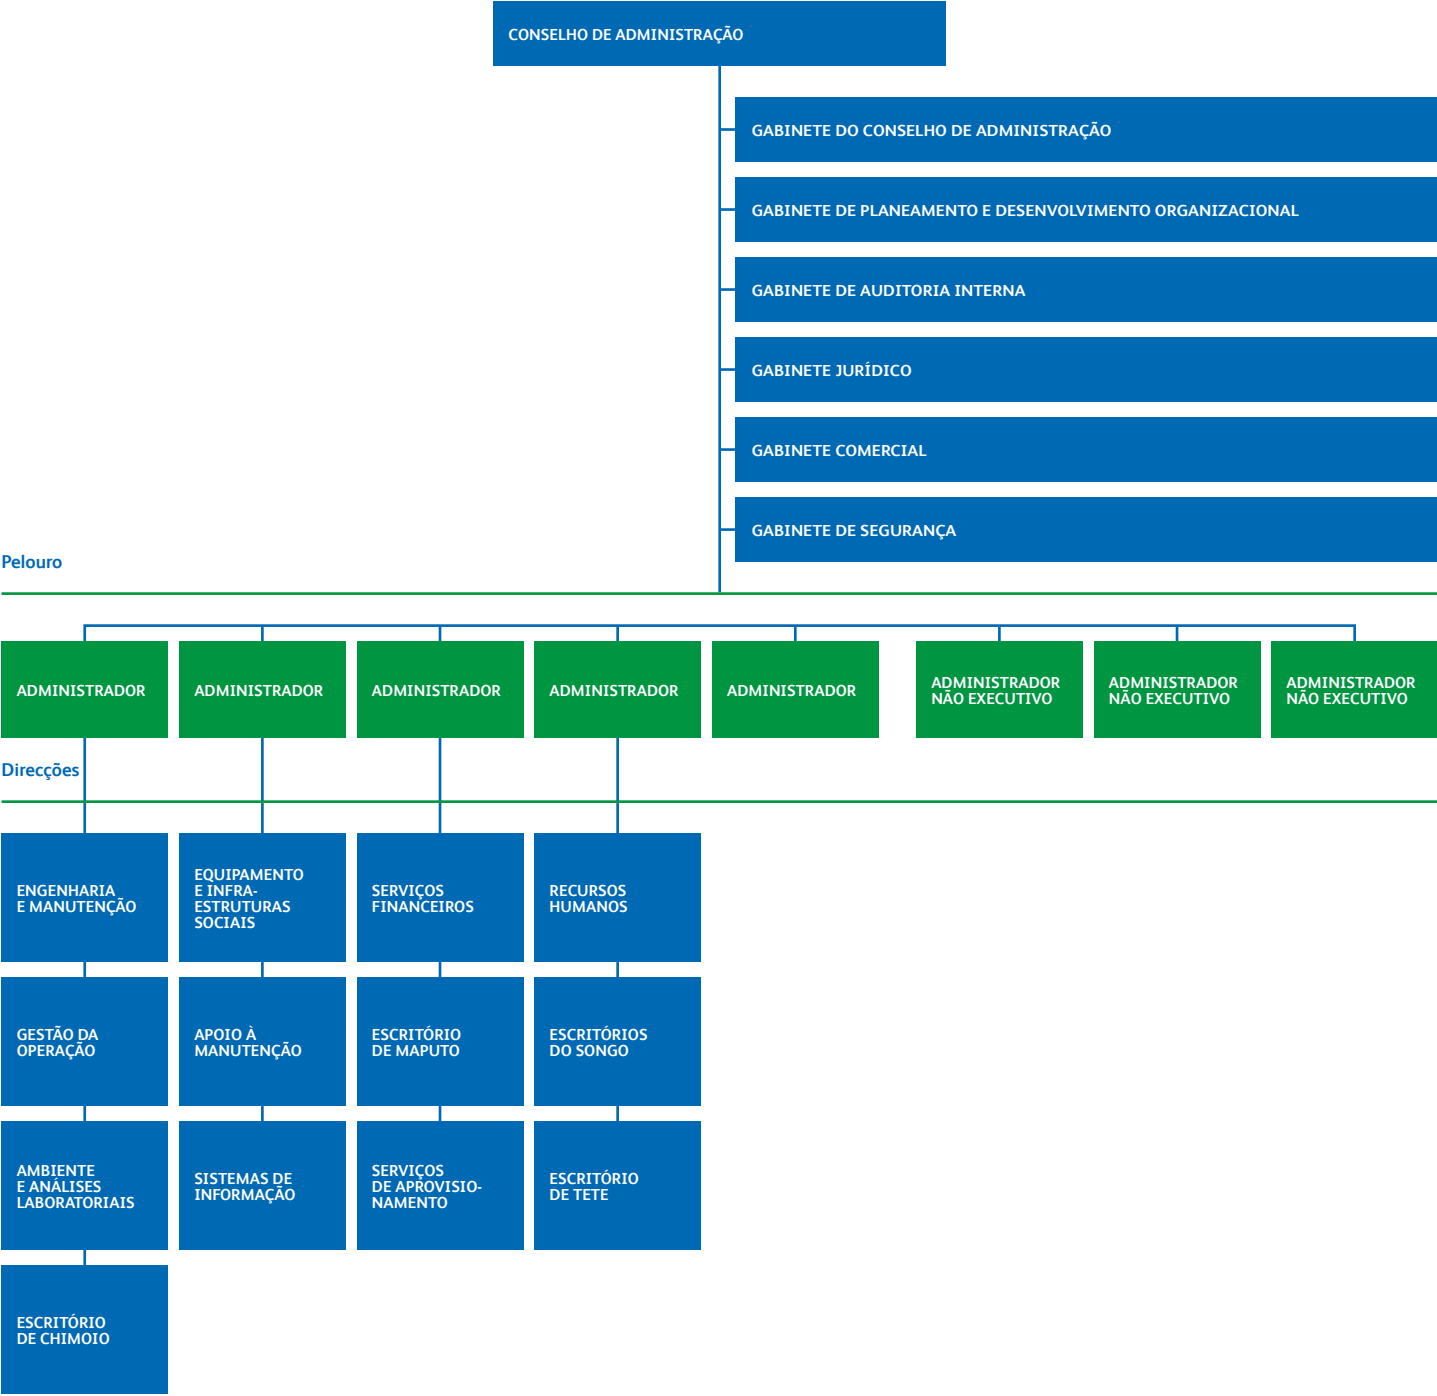 CONSELHO DE ADMINISTRAÇÃO
GABINETE DO CONSELHO DE ADMINISTRAÇÃO
GABINETE DE PLANEAMENTO E DESENVOLVIMENTO ORGANIZACIONAL
GABINETE DE AUDITORIA INTERNA
GABINETE JURÍDICO
GABINETE COMERCIAL
GABINETE DE SEGURANÇA
Pelouro
ADMINISTRADOR
ADMINISTRADOR
ADMINISTRADOR
ADMINISTRADOR
ADMINISTRADOR
ADMINISTRADOR
NÃO EXECUTIVO
ADMINISTRADOR
NÃO EXECUTIVO
ADMINISTRADOR
NÃO EXECUTIVO
Direcções
ENGENHARIA
E MANUTENÇÃO
EQUIPAMENTO
E INFRA-
ESTRUTURAS
SOCIAIS
SERVIÇOS
FINANCEIROS
RECURSOS
HUMANOS
GESTÃO DA
OPERAÇÃO
APOIO À
MANUTENÇÃO
ESCRITÓRIO
DE MAPUTO
ESCRITÓRIOS
DO SONGO
AMBIENTE
E ANÁLISES
LABORATORIAIS
SISTEMAS DE
INFORMAÇÃO
SERVIÇOS
DE APROVISIO-
NAMENTO
ESCRITÓRIO
DE TETE
ESCRITÓRIO
DE CHIMOIO